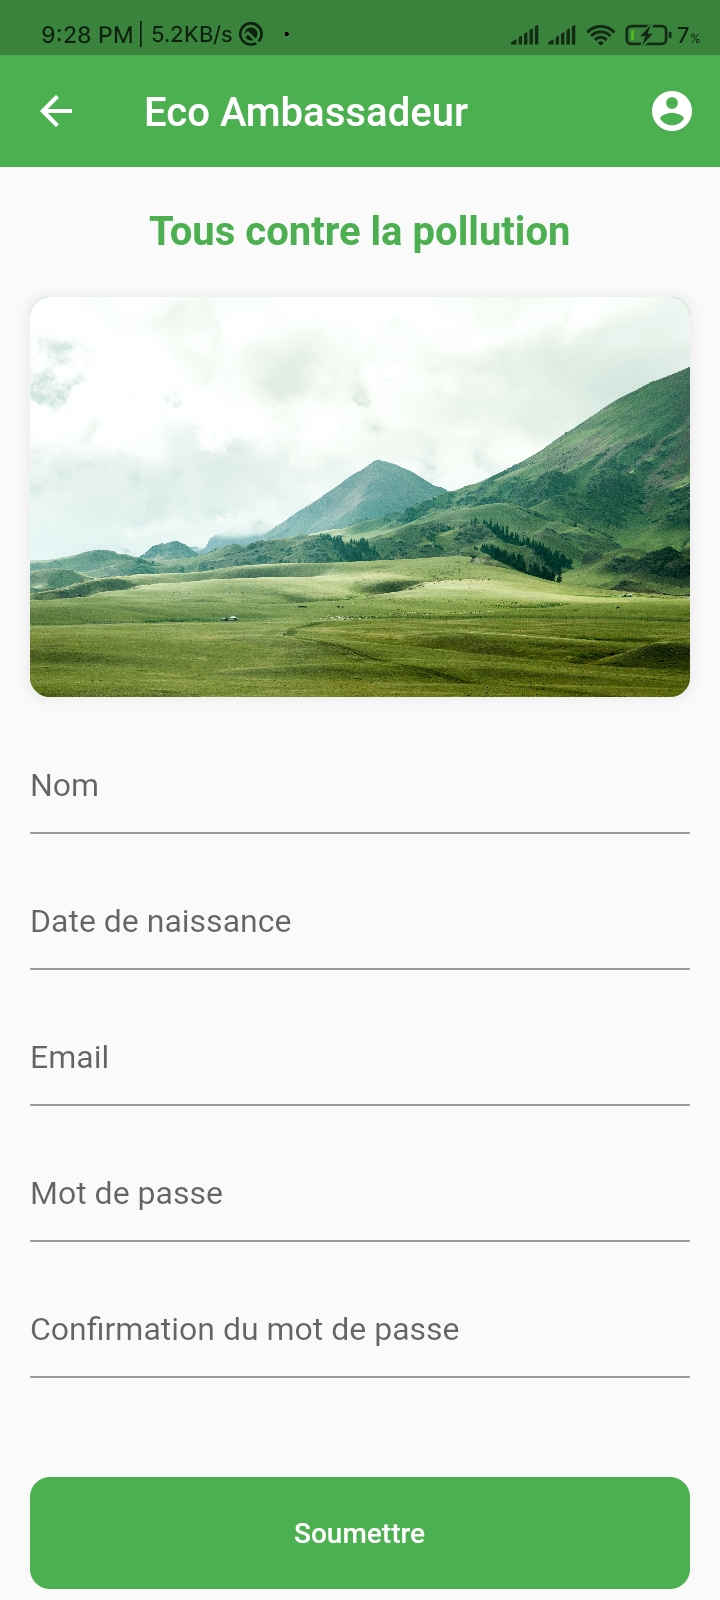 9:28 PM | 5.2KB/s 7%
Eco Ambassadeur
Tous contre la pollution
Nom
Date de naissance
Email
Mot de passe
Confirmation du mot de passe
Soumettre